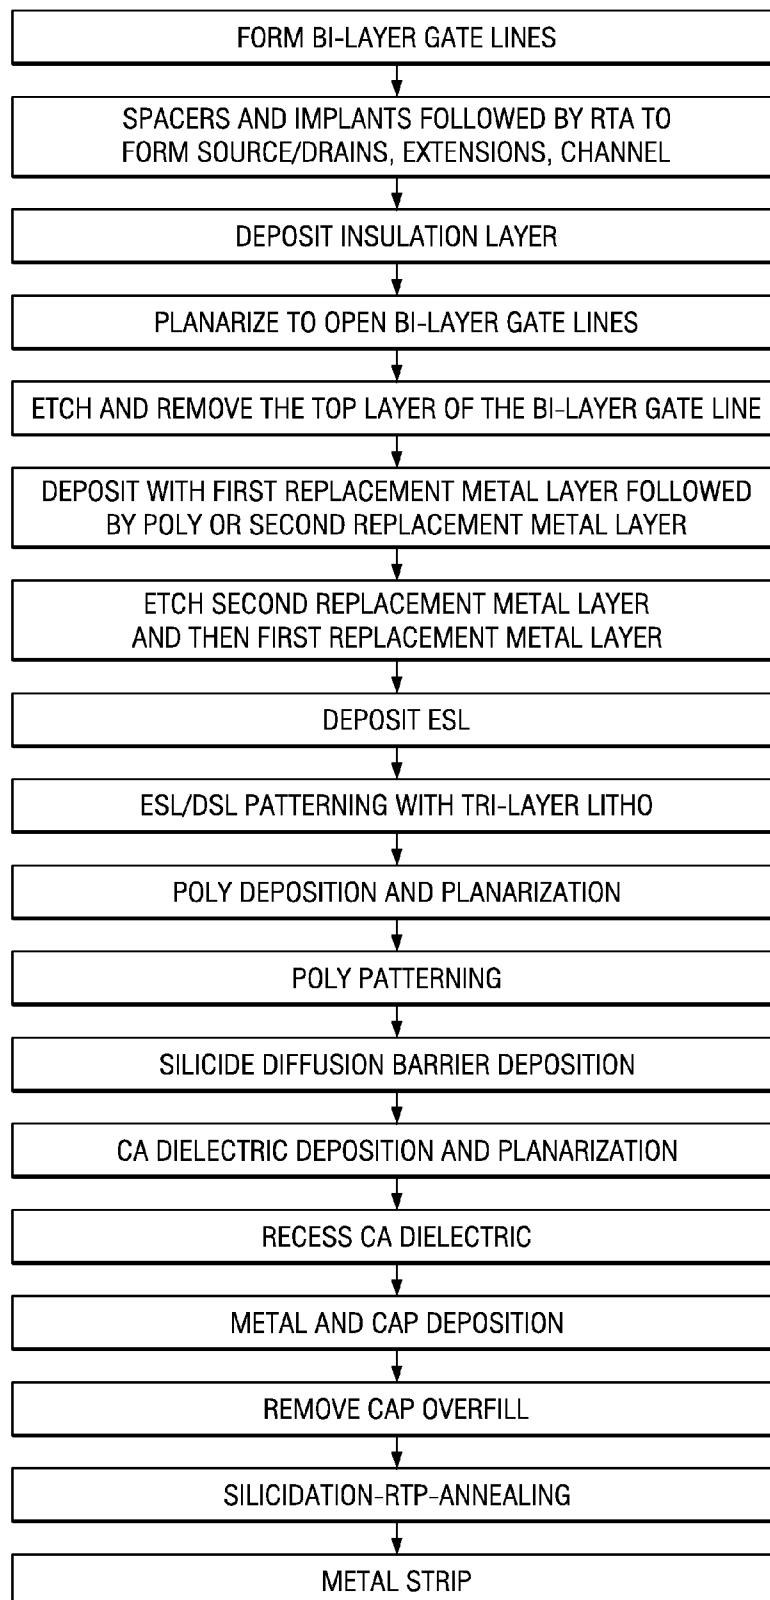 FORM BI-LAYER GATE LINES
SPACERS AND IMPLANTS FOLLOWED BY RTA TO
FORM SOURCE/DRAINS, EXTENSIONS, CHANNEL
DEPOSIT INSULATION LAYER
PLANARIZE TO OPEN BI-LAYER GATE LINES
ETCH AND REMOVE THE TOP LAYER OF THE BI-LAYER GATE LINE
DEPOSIT WITH FIRST REPLACEMENT METAL LAYER FOLLOWED
BY POLY OR SECOND REPLACEMENT METAL LAYER
ETCH SECOND REPLACEMENT METAL LAYER
AND THEN FIRST REPLACEMENT METAL LAYER
DEPOSIT ESL
ESL/DSL PATTERNING WITH TRI-LAYER LITHO
POLY DEPOSITION AND PLANARIZATION
POLY PATTERNING
SILICIDE DIFFUSION BARRIER DEPOSITION
CA DIELECTRIC DEPOSITION AND PLANARIZATION
RECESS CA DIELECTRIC
METAL AND CAP DEPOSITION
REMOVE CAP OVERFILL
SILICIDATION-RTP-ANNEALING
METAL STRIP